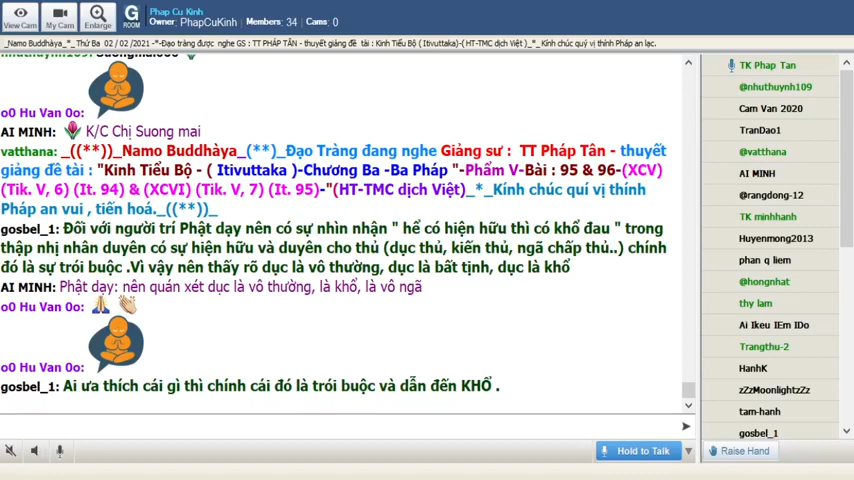 Phap Cu Kinh
Owner: PhapCuKinh Members: 34 Cams: 0
View Cam
My Cam
Enlarge
G
ROOM
_Namo Buddhàya_*_ Thứ Ba 02 / 02 /2021 -*-Đạo tràng được nghe GS : TT PHÁP TÂN - thuyết giảng đề tài : Kinh Tiểu Bộ ( Itivuttaka)-( HT-TMC dịch Việt )_*_ Kính chúc quý vị thính Pháp an lạc.
o0 Hu Van 0o:
AI MINH: K/C Chị Suong mai
vatthana: _((**))_Namo Buddhàya_(**)_Đạo Tràng đang nghe Giảng sư : TT Pháp Tân - thuyết
giảng đề tài : "Kinh Tiểu Bộ - ( Itivuttaka )-Chương Ba -Ba Pháp "-Phẩm V-Bài : 95 & 96-(XCV)
(Tik. V, 6) (It. 94) & (XCVI) (Tik. V, 7) (It. 95)-"(HT-TMC dịch Việt)_*_Kính chúc quí vị thính
Pháp an vui , tiến hoá._((**))_
gosbel_1: Đối với người trí Phật dạy nên có sự nhìn nhận " hể có hiện hữu thì có khổ đau " trong
thập nhị nhân duyên có sự hiện hữu và duyên cho thủ (dục thủ, kiến thủ, ngã chấp thủ..) chính
đó là sự trói buộc .Vì vậy nên thấy rõ dục là vô thường, dục là bất tịnh, dục là khổ
AI MINH: Phật dạy: nên quán xét dục là vô thường, là khổ, là vô ngã
o0 Hu Van 0o:
o0 Hu Van 0o:
gosbel_1: Ai ưa thích cái gì thì chính cái đó là trói buộc và dẫn đến KHỔ .
Hold to Talk
Raise Hand
TK Phap Tan
@nhuthuynh109
Cam Van 2020
TranDao1
@vatthana
AI MINH
@rangdong-12
TK minhhanh
Huyenmong2013
phan q liem
@hongnhat
thy lam
Ai lkeu IEm IDo
Trangthu-2
HanhK
zZzMoonlightzZz
tam-hanh
gosbel_1